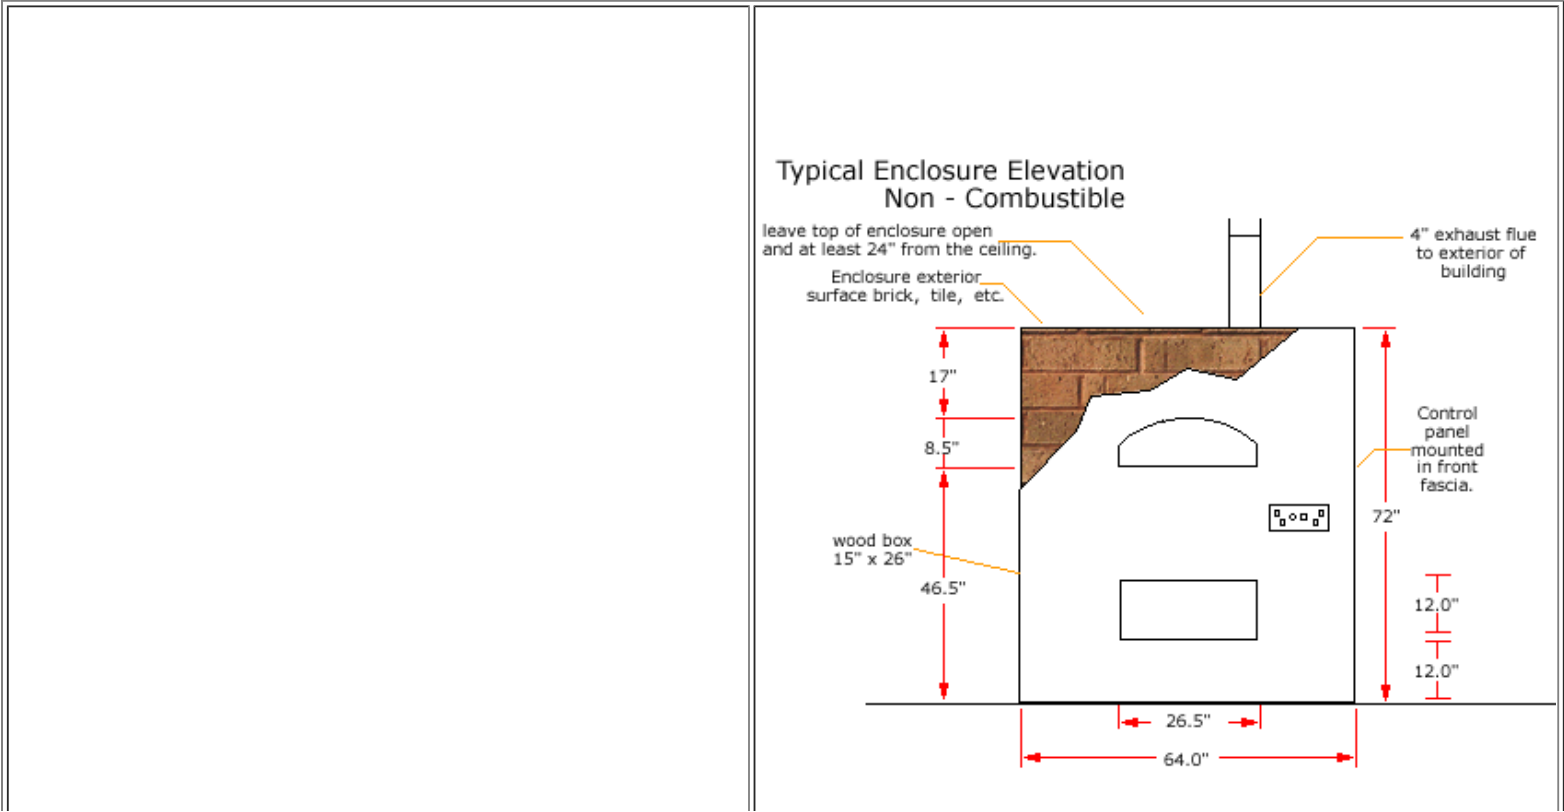 Typical Enclosure Elevation
Non - Combustible
leave top of enclosure open
and at least 24" from the ceiling.
Enclosure exterior
surface brick, tile, etc.
4" exhaust flue
to exterior of
building
17"
8.5"
Control
panel
mounted
in front
fascia.
72"
wood box
15" x 26"
46.5"
12.0"
12.0"
26.5"
64.0"